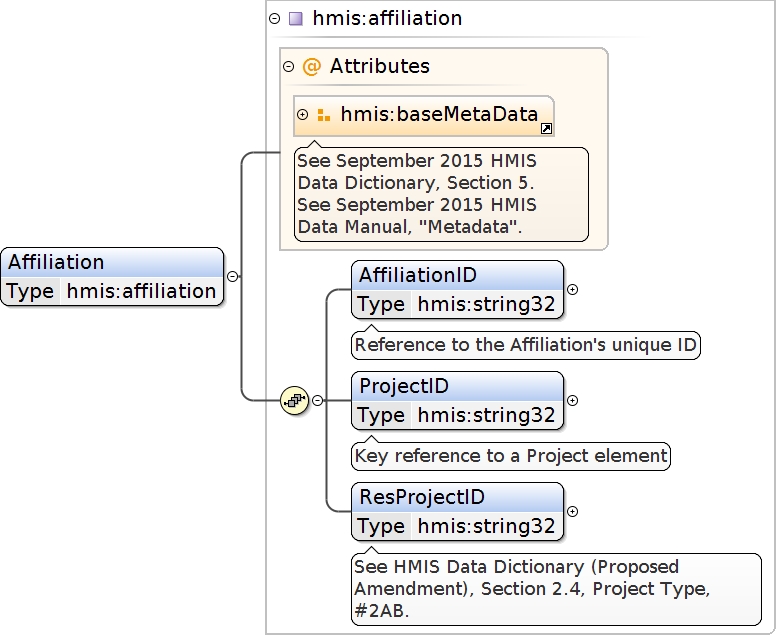 hmis:affiliation
@ Attributes
hmis:baseMetaData
See September 2015 HMIS
Data Dictionary, Section 5.
See September 2015 HMIS
Data Manual, "Metadata".
Affiliation
Type hmis:affiliation
AffiliationID
Type hmis:string32
Reference to the Affiliation's unique ID
ProjectID
Type hmis:string32
Key reference to a Project element
ResProjectID
Type hmis:string32
See HMIS Data Dictionary (Proposed
Amendment), Section 2.4, Project Type,
#2AB.